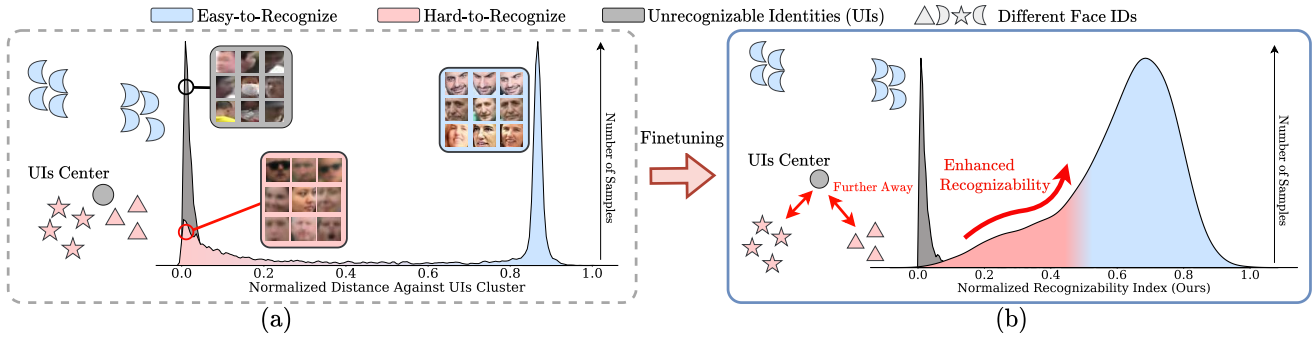 Easy-to-Recognize
Hard-to-Recognize
Unrecognizable Identities (UIs)
Different Face IDs
UIs Center
Number of Samples
0.0 0.2 0.4 0.6 0.8 1.0
Normalized Distance Against UIs Cluster
(a)
Finetuning
UIs Center
Further Away
Enhanced
Recognizability
Number of Samples
0.0 0.2 0.4 0.6 0.8 1.0
Normalized Recognizability Index (Ours)
(b)